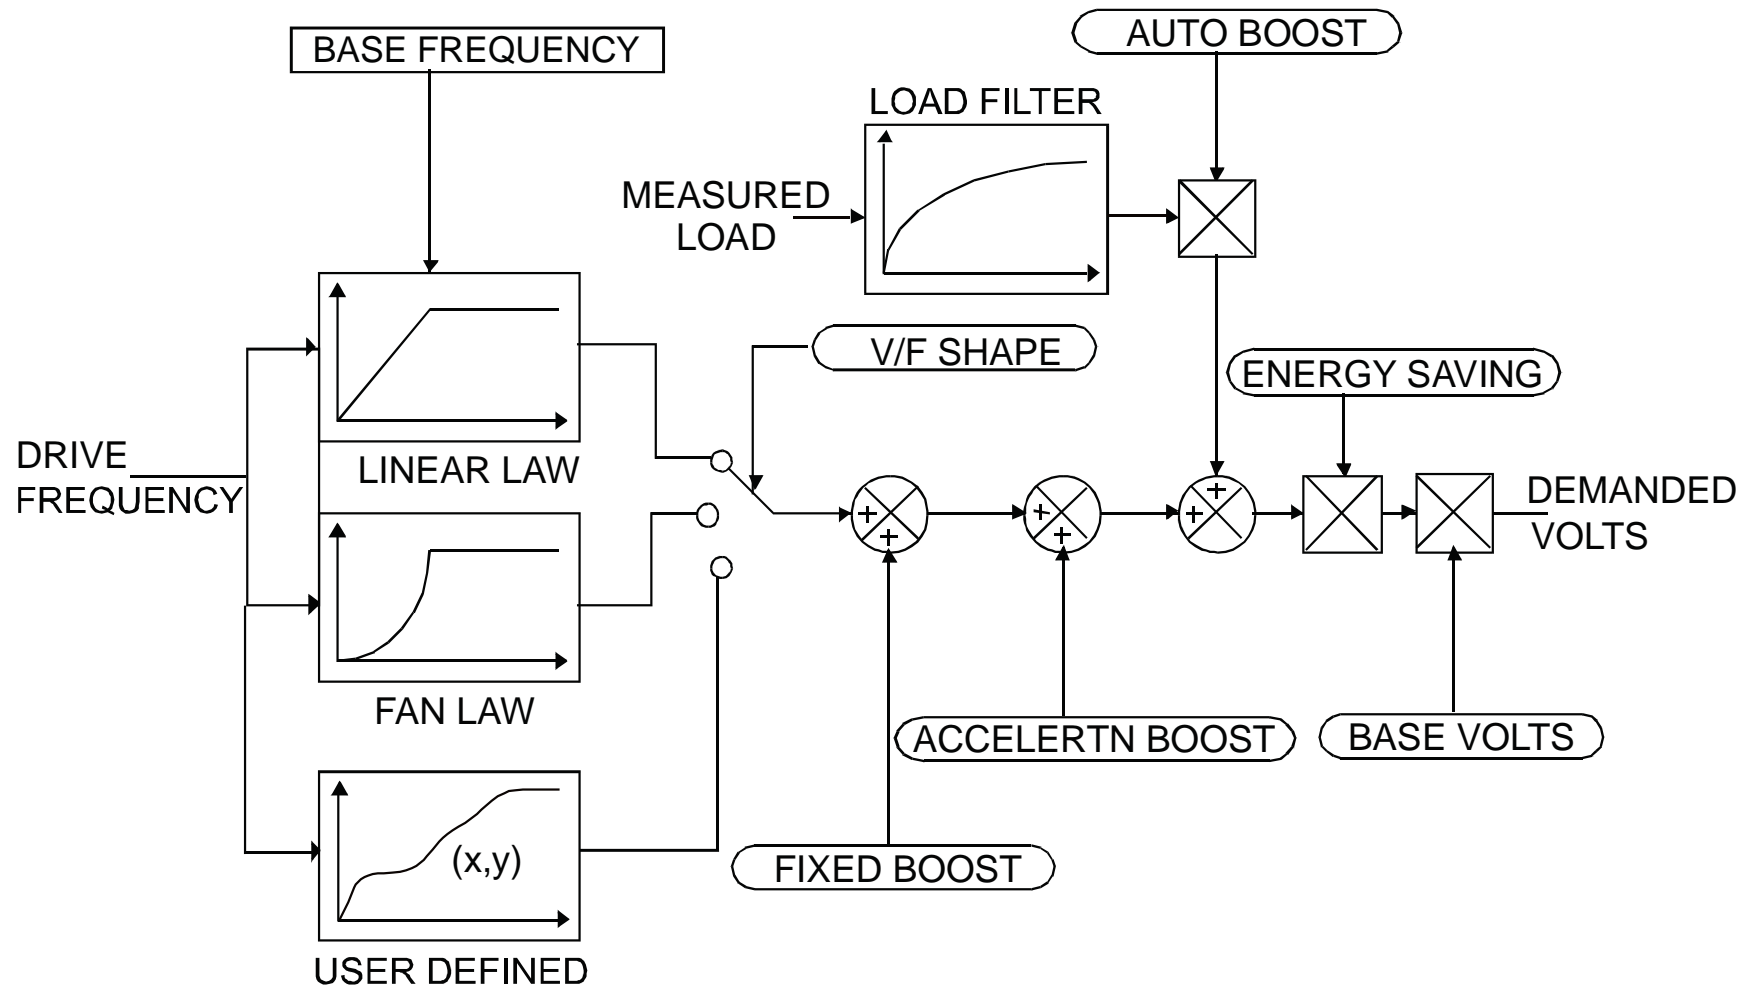 AUTO BOOST
BASE FREQUENCY
LOAD FILTER
MEASURED
LOAD
V/F SHAPE
ENERGY SAVING
DRIVE
FREQUENCY
LINEAR LAW
+
+
+
+
+
+
DEMANDED
VOLTS
FAN LAW
ACCELERTN BOOST
BASE VOLTS
(x,y)
FIXED BOOST
USER DEFINED